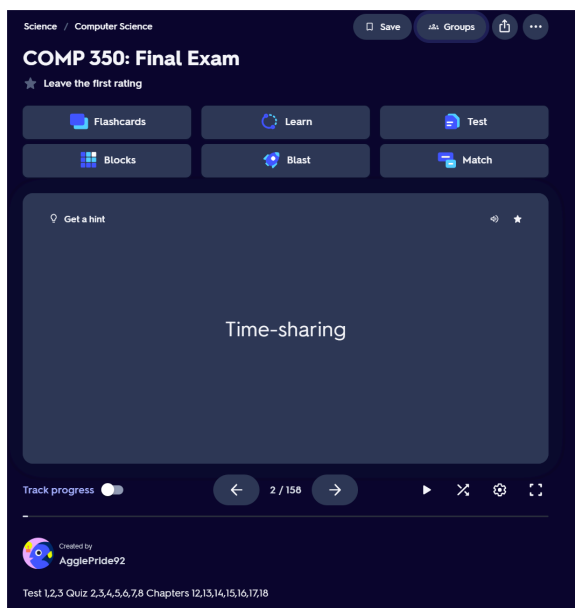 Science / Computer Science
Save
Groups
COMP 350: Final Exam
Leave the first rating
Flashcards
Learn
Test
Blocks
Blast
Match
Get a hint
Time-sharing
Track progress
2 / 158
Created by
AggiePride92
Test 1,2,3 Quiz 2,3,4,5,6,7,8 Chapters 12,13,14,15,16,17,18